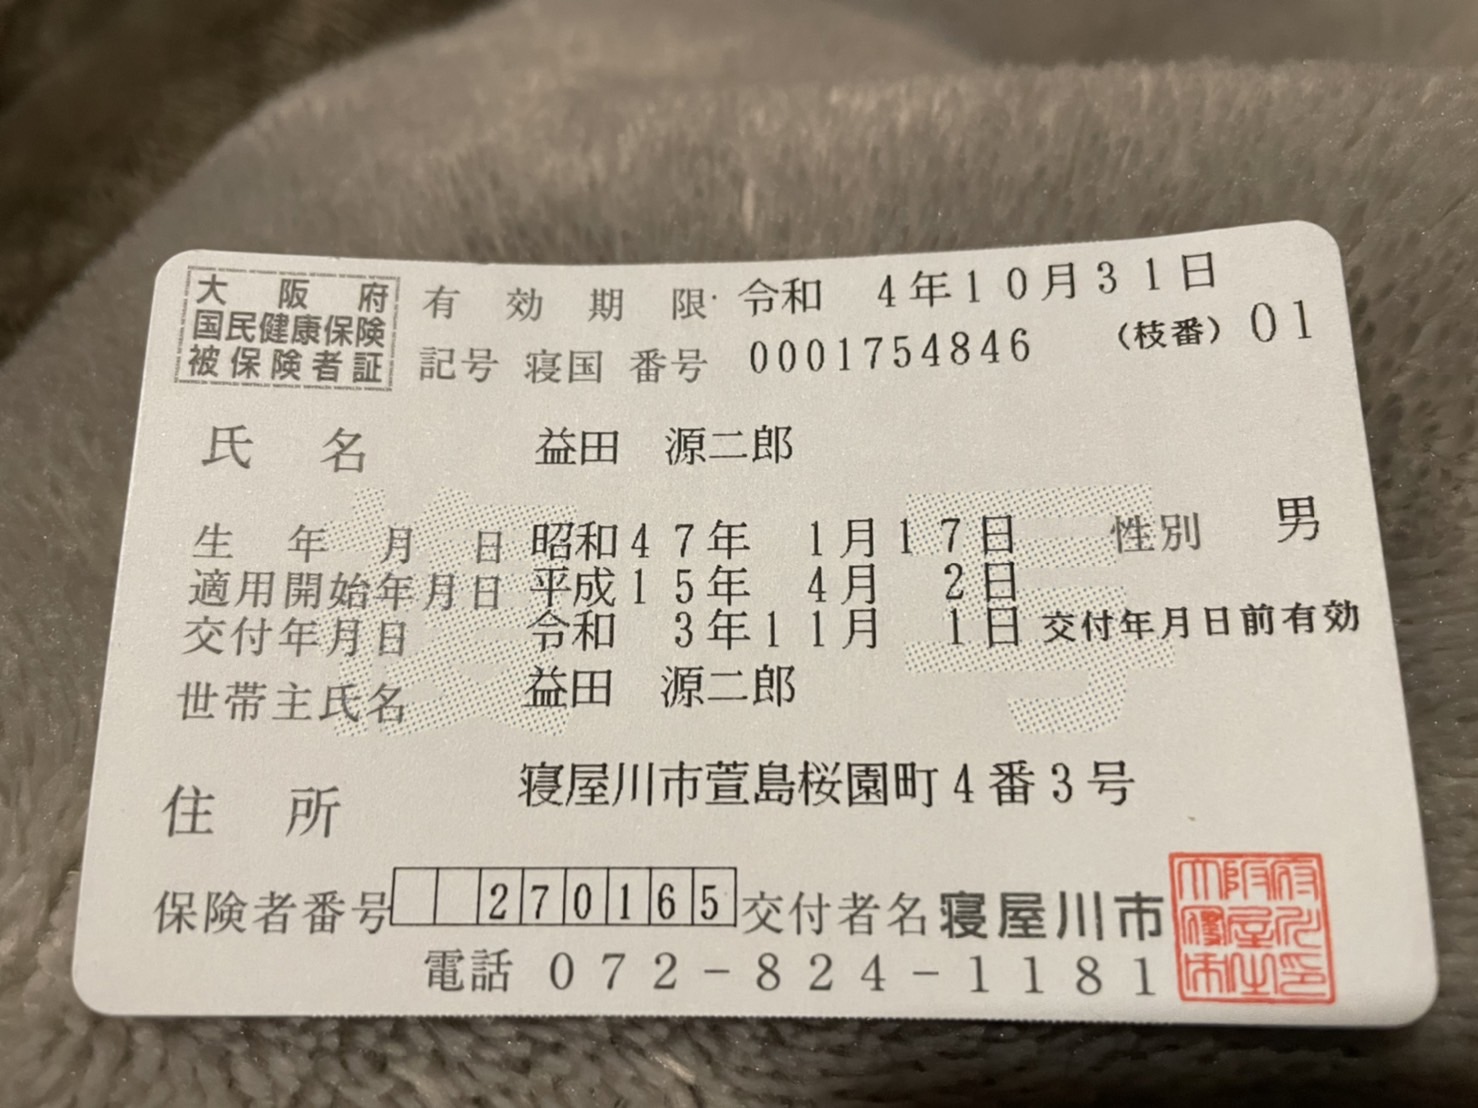 大阪府
国民健康保険
被保険者証
有効期限 令和 4年10月31日
記号 寝国 番号 0001754846 (枝番) 01
氏名 益田 源二郎
生年月日 昭和47年 1月17日 性別 男
適用開始年月日 平成15年 4月 2日
交付年月日 令和 3年11月 1日 交付年月日前有効
世帯主氏名 益田 源二郎
住所 寝屋川市萱島桜園町4番3号
保険者番号 270165 交付者名 寝屋川市
電話 072-824-1181
複写